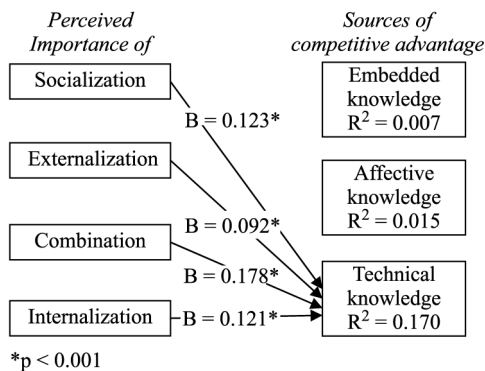 Perceived
Importance of
Sources of
competitive advantage
Socialization
Externalization
Combination
Internalization
B = 0.123*
B = 0.092*
B = 0.178*
B = 0.121*
Embedded
knowledge
R² = 0.007
Affective
knowledge
R² = 0.015
Technical
knowledge
R² = 0.170
*p < 0.001